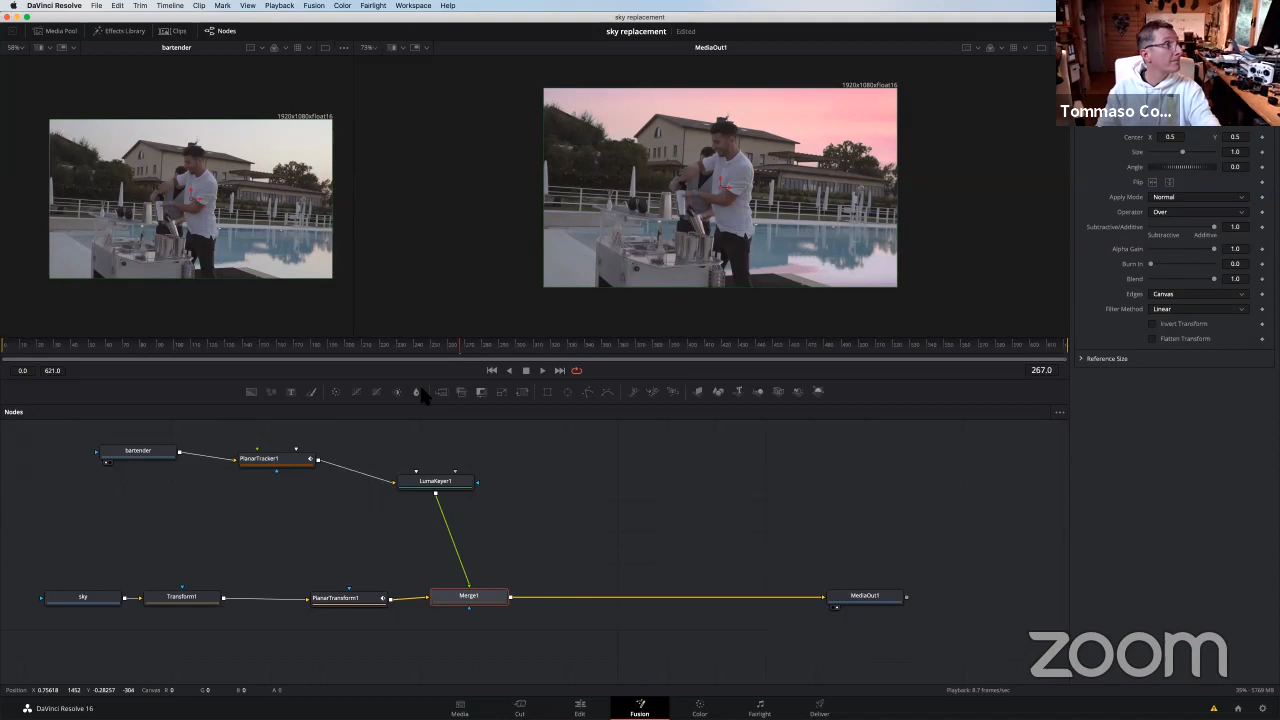 DaVinci Resolve File Edit Trim Timeline Clip Mark View Playback Fusion Color Fairlight Workspace Help
sky replacement
Media Pool Effects Library Clips Nodes sky replacement Edited
58% bartender 73% MediaOut1
1920x1080xfloat16
1920x1080xfloat16
Tommaso Co...
Center X 0.5 Y 0.5
Size 1.0
Angle 0.0
Flip
Apply Mode Normal
Operator Over
Subtractive/Additive 1.0
Subtractive Additive
Alpha Gain 1.0
Burn In 0.0
Blend 1.0
Edges Canvas
Filter Method Linear
Invert Transform
Flatten Transform
Reference Size
0.0 621.0 267.0
Nodes
bartender
PlanarTracker1
LumaKeyer1
sky Transform1 PlanarTransform1 Merge1 MediaOut1
zoom
Position X 0.75618 1452 Y -0.28257 -304 Canvas R 0 G 0 B 0 A 0 Playback: 8.7 frames/sec 35% - 5769 MB
DaVinci Resolve 16 Media Cut Edit Fusion Color Fairlight Deliver